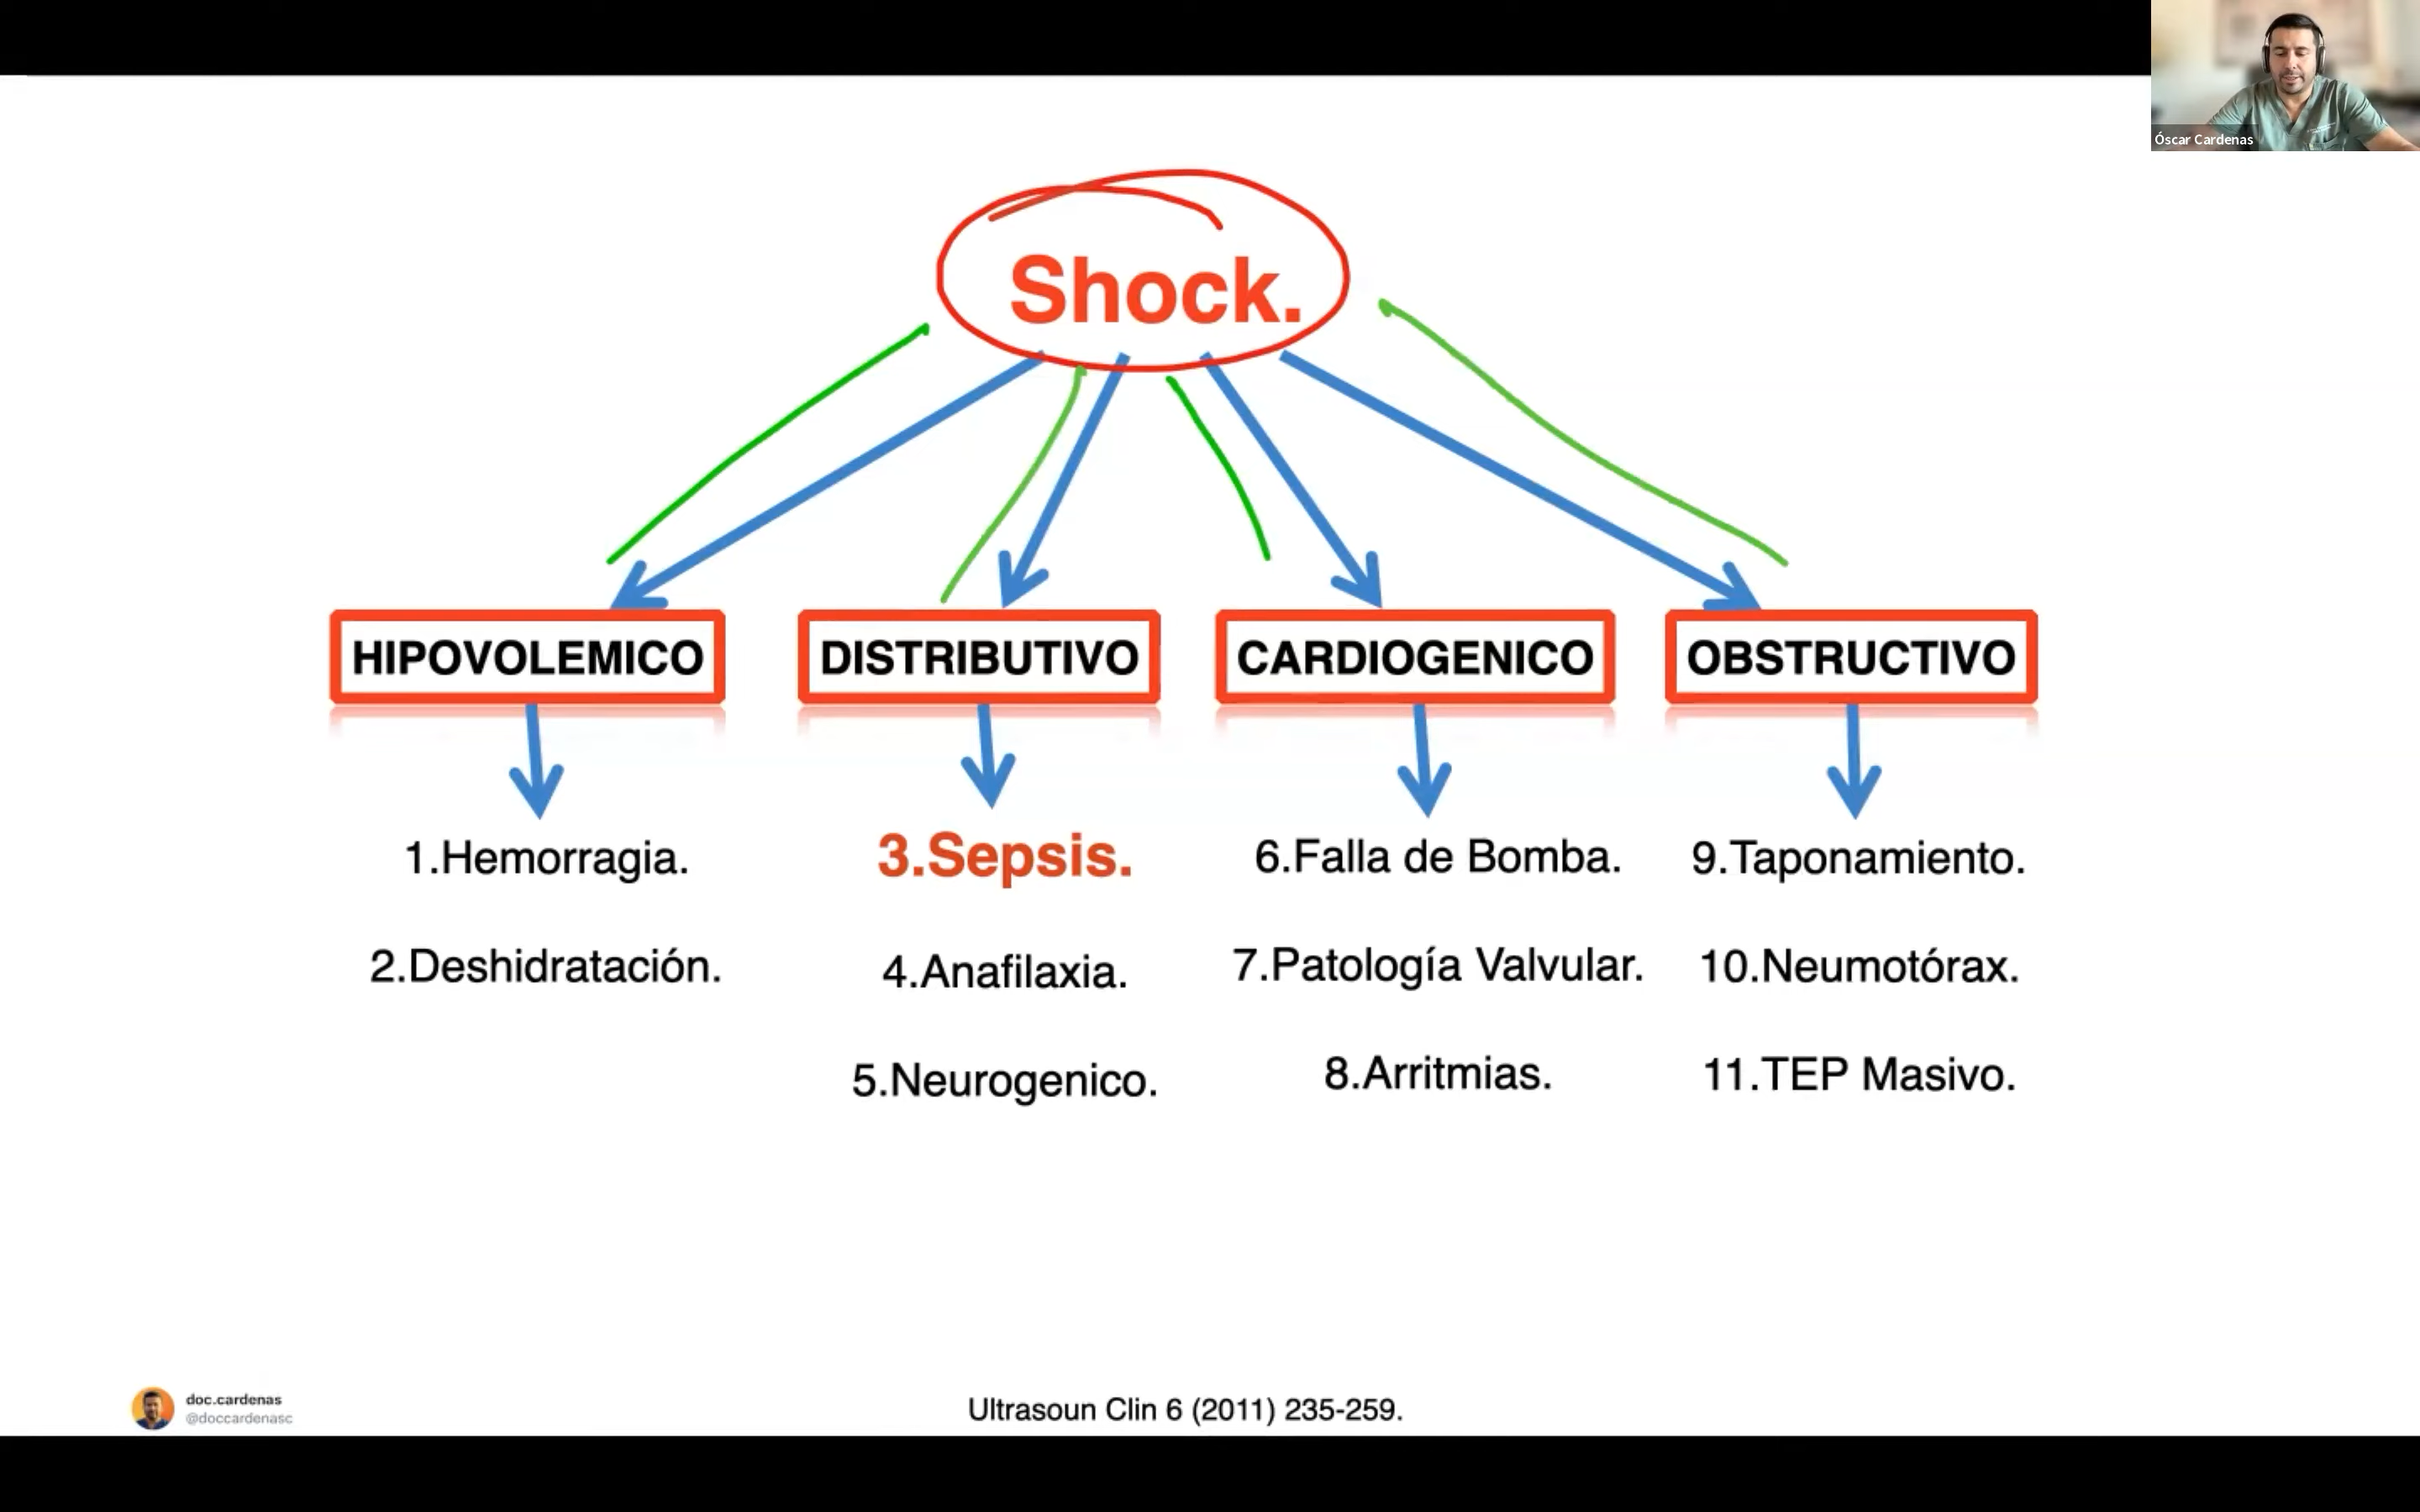 Óscar Cardenas
Shock.
HIPOVOLEMICO
DISTRIBUTIVO
CARDIOGENICO
OBSTRUCTIVO
1.Hemorragia.
2.Deshidratación.
3.Sepsis.
4.Anafilaxia.
5.Neurogenico.
6.Falla de Bomba.
7.Patología Valvular.
8.Arritmias.
9.Taponamiento.
10.Neumotórax.
11.TEP Masivo.
doc.cardenas
@doccardenasc
Ultrasoun Clin 6 (2011) 235-259.